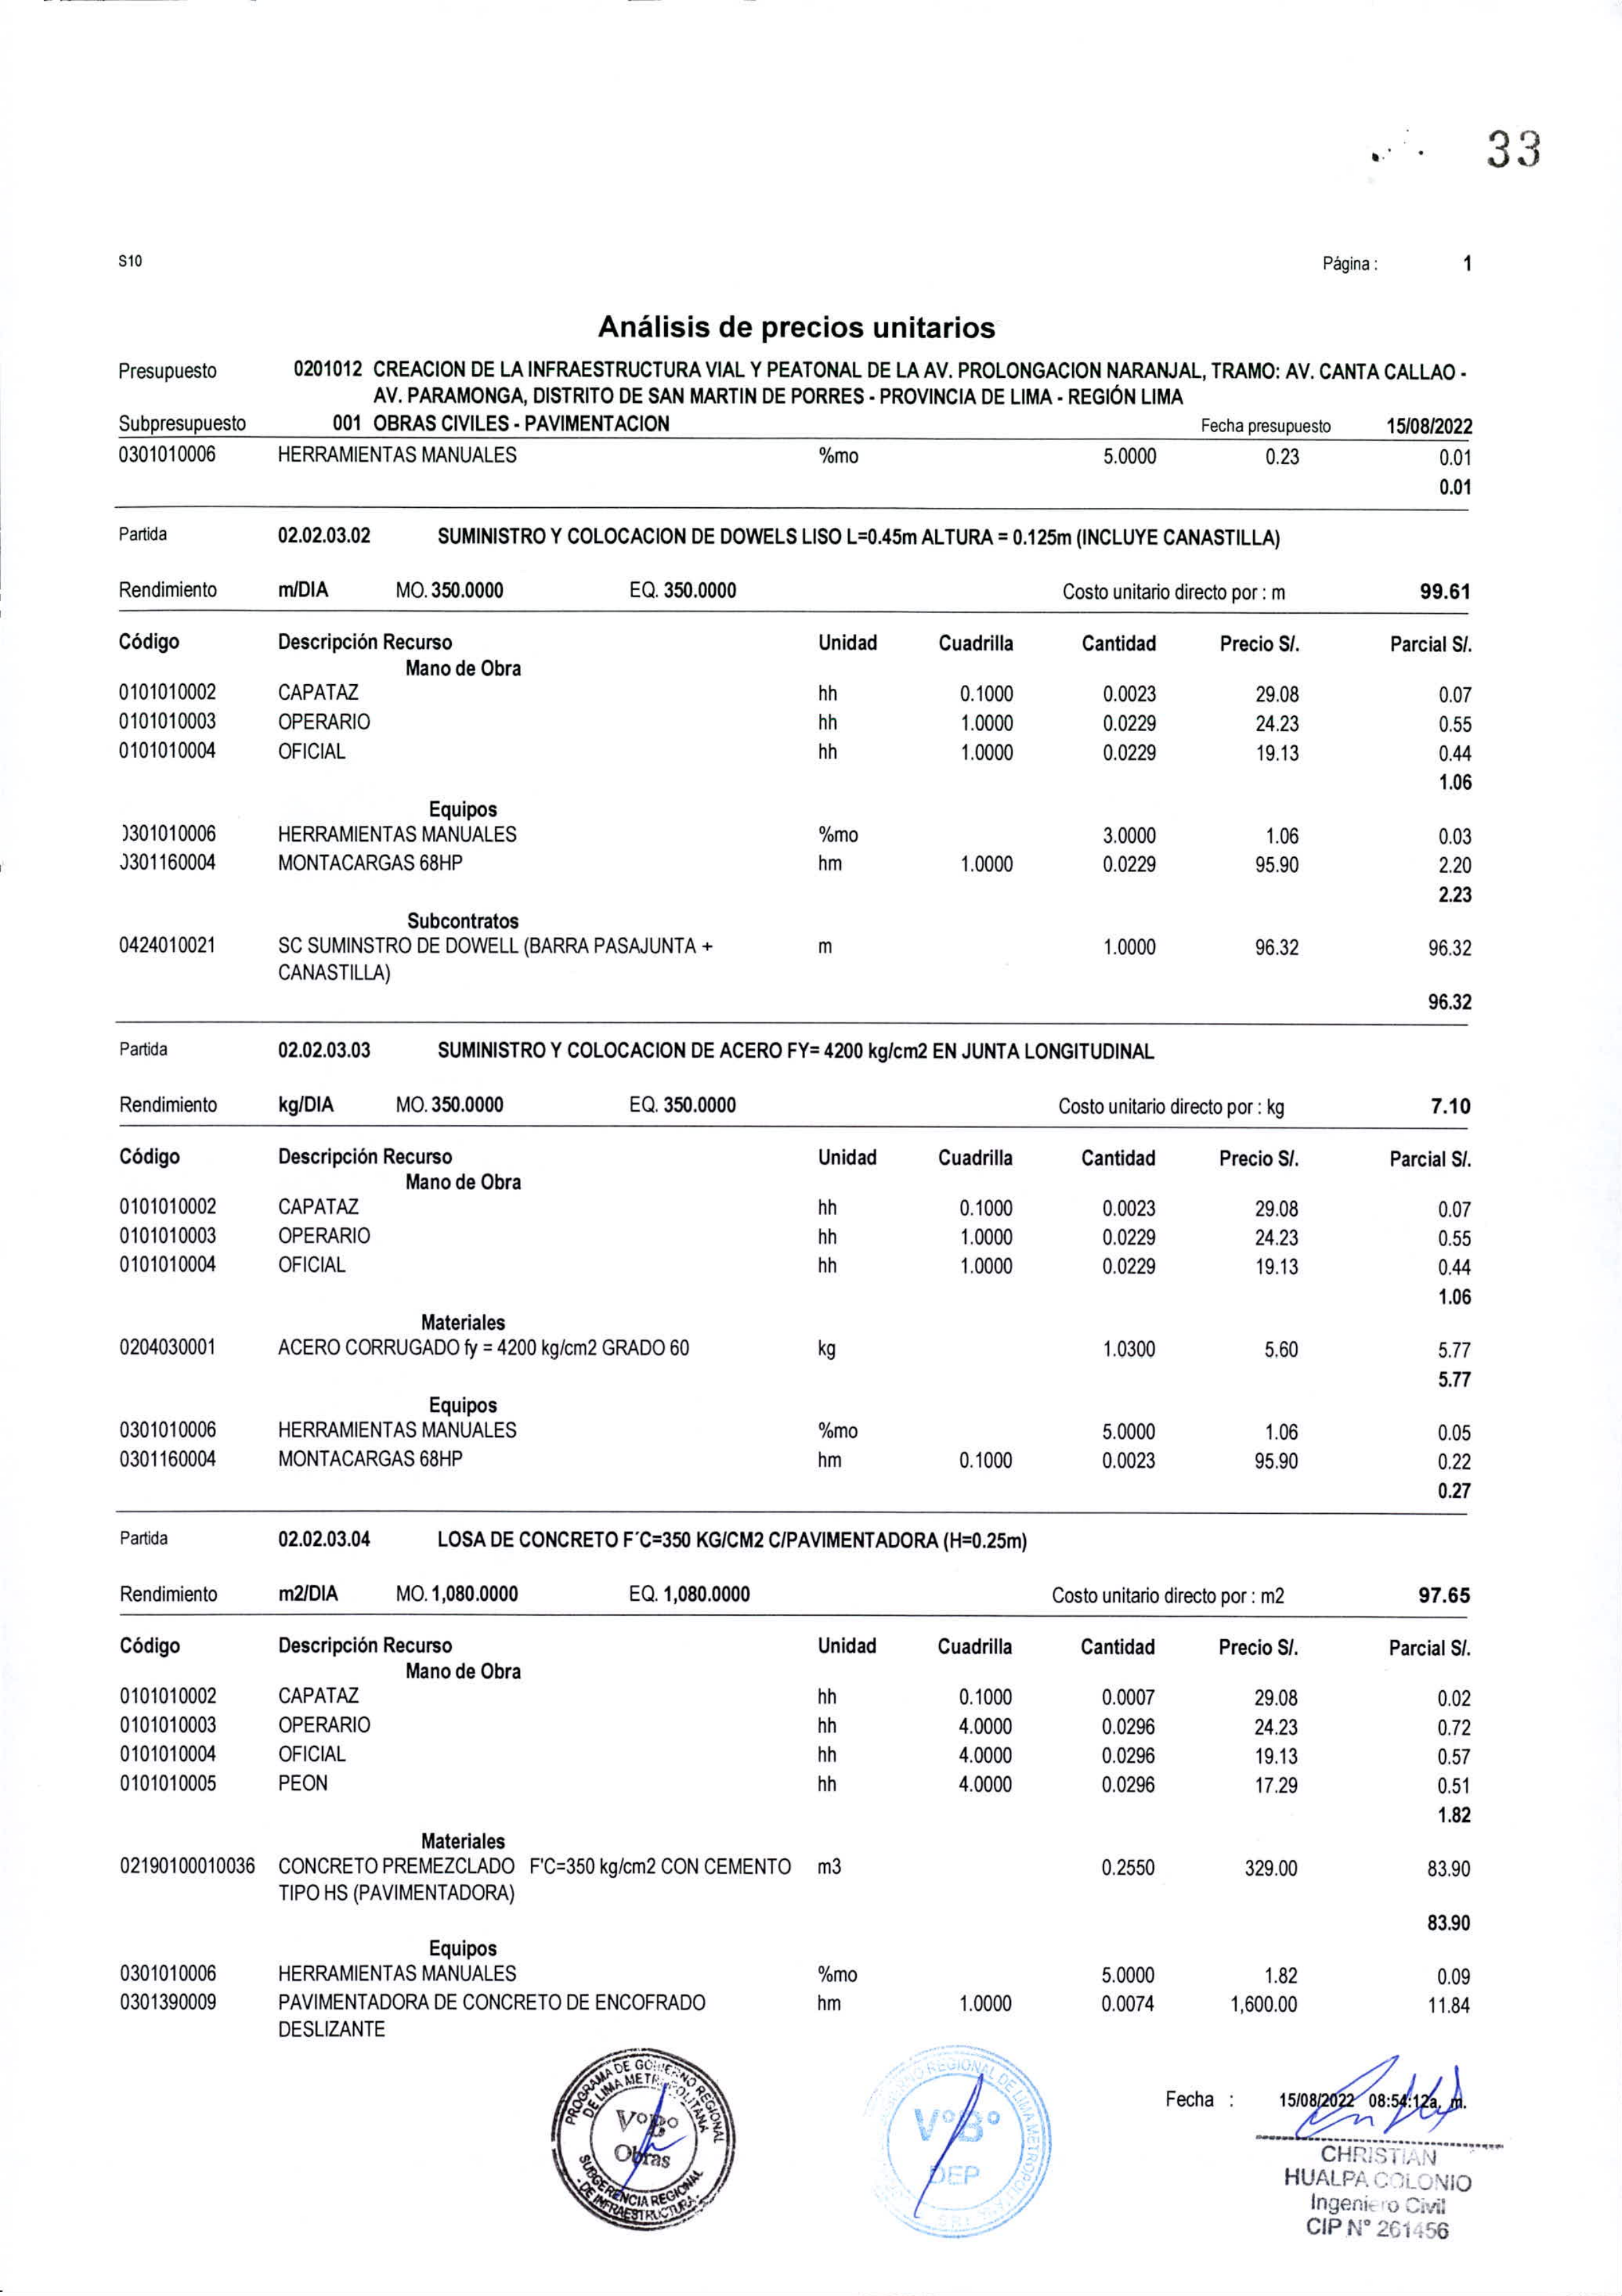 33
S10 Página : 1
Análisis de precios unitarios
Presupuesto 0201012 CREACION DE LA INFRAESTRUCTURA VIAL Y PEATONAL DE LA AV. PROLONGACION NARANJAL, TRAMO: AV. CANTA CALLAO -
AV. PARAMONGA, DISTRITO DE SAN MARTIN DE PORRES - PROVINCIA DE LIMA - REGIÓN LIMA
Subpresupuesto 001 OBRAS CIVILES - PAVIMENTACION Fecha presupuesto 15/08/2022
0301010006 HERRAMIENTAS MANUALES %mo 5.0000 0.23 0.01
0.01
Partida 02.02.03.02 SUMINISTRO Y COLOCACION DE DOWELS LISO L=0.45m ALTURA = 0.125m (INCLUYE CANASTILLA)
Rendimiento m/DIA MO. 350.0000 EQ. 350.0000 Costo unitario directo por : m 99.61
Código Descripción Recurso Unidad Cuadrilla Cantidad Precio S/. Parcial S/.
Mano de Obra
0101010002 CAPATAZ hh 0.1000 0.0023 29.08 0.07
0101010003 OPERARIO hh 1.0000 0.0229 24.23 0.55
0101010004 OFICIAL hh 1.0000 0.0229 19.13 0.44
1.06
Equipos
0301010006 HERRAMIENTAS MANUALES %mo 3.0000 1.06 0.03
0301160004 MONTACARGAS 68HP hm 1.0000 0.0229 95.90 2.20
2.23
Subcontratos
0424010021 SC SUMINSTRO DE DOWELL (BARRA PASAJUNTA + m 1.0000 96.32 96.32
CANASTILLA)
96.32
Partida 02.02.03.03 SUMINISTRO Y COLOCACION DE ACERO FY= 4200 kg/cm2 EN JUNTA LONGITUDINAL
Rendimiento kg/DIA MO. 350.0000 EQ. 350.0000 Costo unitario directo por : kg 7.10
Código Descripción Recurso Unidad Cuadrilla Cantidad Precio S/. Parcial S/.
Mano de Obra
0101010002 CAPATAZ hh 0.1000 0.0023 29.08 0.07
0101010003 OPERARIO hh 1.0000 0.0229 24.23 0.55
0101010004 OFICIAL hh 1.0000 0.0229 19.13 0.44
1.06
Materiales
0204030001 ACERO CORRUGADO fy = 4200 kg/cm2 GRADO 60 kg 1.0300 5.60 5.77
5.77
Equipos
0301010006 HERRAMIENTAS MANUALES %mo 5.0000 1.06 0.05
0301160004 MONTACARGAS 68HP hm 0.1000 0.0023 95.90 0.22
0.27
Partida 02.02.03.04 LOSA DE CONCRETO F´C=350 KG/CM2 C/PAVIMENTADORA (H=0.25m)
Rendimiento m2/DIA MO. 1,080.0000 EQ. 1,080.0000 Costo unitario directo por : m2 97.65
Código Descripción Recurso Unidad Cuadrilla Cantidad Precio S/. Parcial S/.
Mano de Obra
0101010002 CAPATAZ hh 0.1000 0.0007 29.08 0.02
0101010003 OPERARIO hh 4.0000 0.0296 24.23 0.72
0101010004 OFICIAL hh 4.0000 0.0296 19.13 0.57
0101010005 PEON hh 4.0000 0.0296 17.29 0.51
1.82
Materiales
02190100010036 CONCRETO PREMEZCLADO F'C=350 kg/cm2 CON CEMENTO m3 0.2550 329.00 83.90
TIPO HS (PAVIMENTADORA)
83.90
Equipos
0301010006 HERRAMIENTAS MANUALES %mo 5.0000 1.82 0.09
0301390009 PAVIMENTADORA DE CONCRETO DE ENCOFRADO hm 1.0000 0.0074 1,600.00 11.84
DESLIZANTE
PROGRAMA DE GOBIERNO REGIONAL
DE LIMA METROPOLITANA
V°B°
Obras
SUBGERENCIA REGIONAL
DE INFRAESTRUCTURA
REGIONAL DE LIMA METROPOLITANA
V°B°
DEP
Fecha : 15/08/2022 08:54:12a. m.
CHRISTIAN
HUALPA COLONIO
Ingeniero Civil
CIP N° 261456